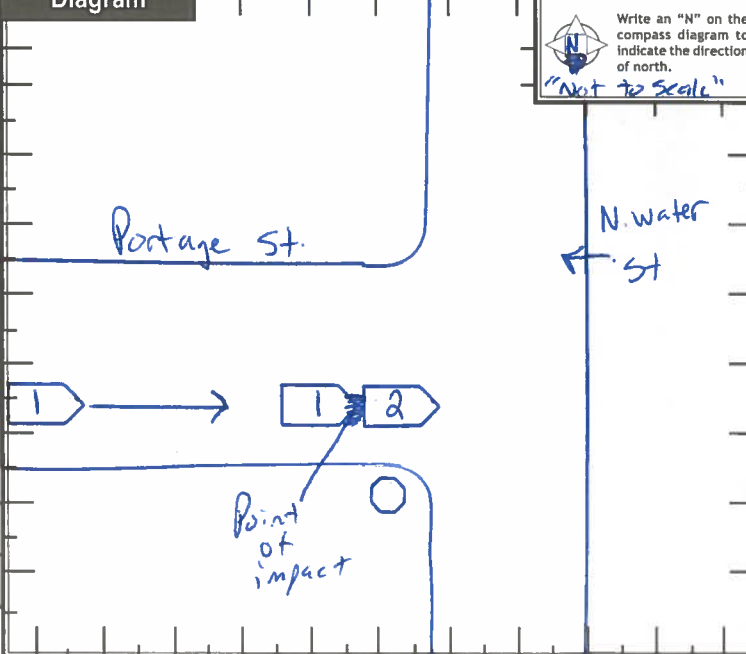 Diagram
Write an "N" on the
compass diagram to
indicate the direction
of north.
N
"Not to Scale"
N. water
St
Portage St.
1
1
2
Point
of
impact